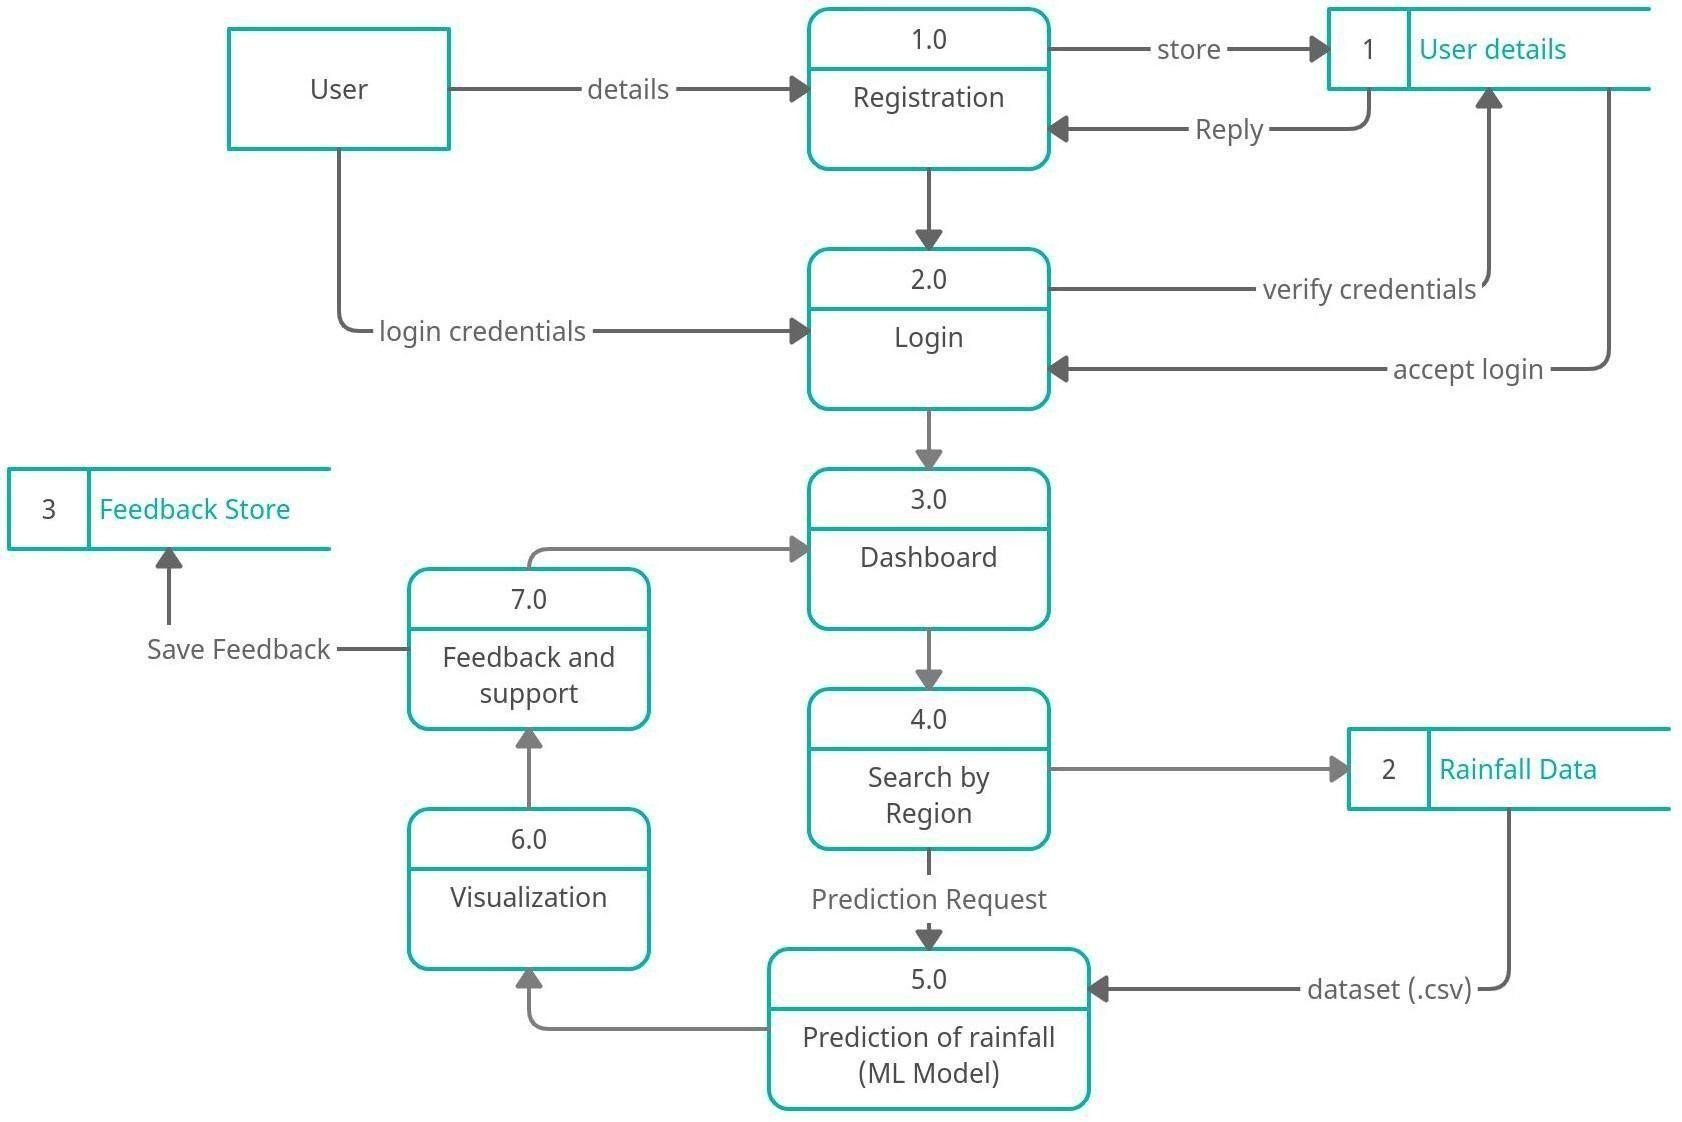 User
details
1.0
Registration
store
1
User details
Reply
2.0
Login
login credentials
verify credentials
accept login
3
Feedback Store
3.0
Dashboard
7.0
Feedback and
support
Save Feedback
4.0
Search by
Region
2
Rainfall Data
6.0
Visualization
Prediction Request
5.0
Prediction of rainfall
(ML Model)
dataset (.csv)